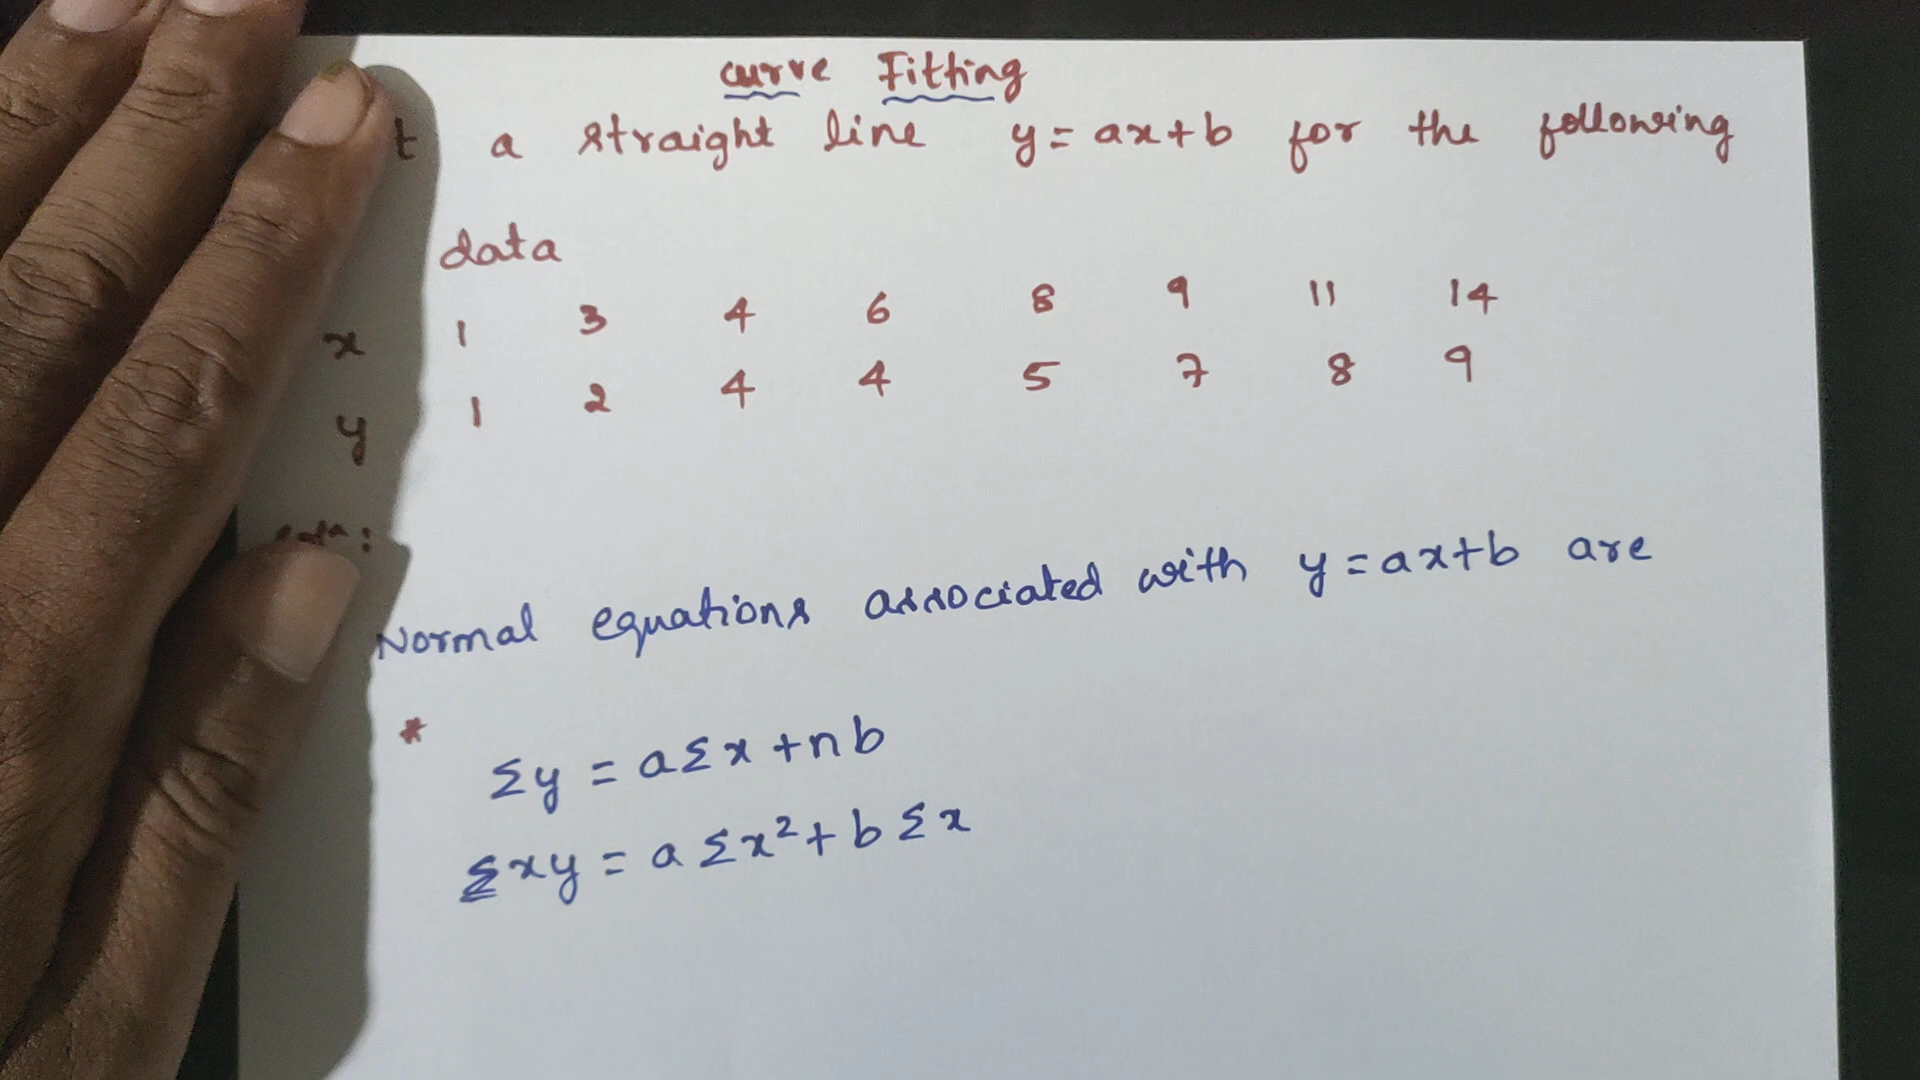 curve Fitting
t a straight line y = ax + b for the following
data
x 1 3 4 6 8 9 11 14
y 1 2 4 4 5 7 8 9
Normal equations associated with y = ax + b are
*
Σy = aΣx + nb
Σxy = aΣx² + bΣx